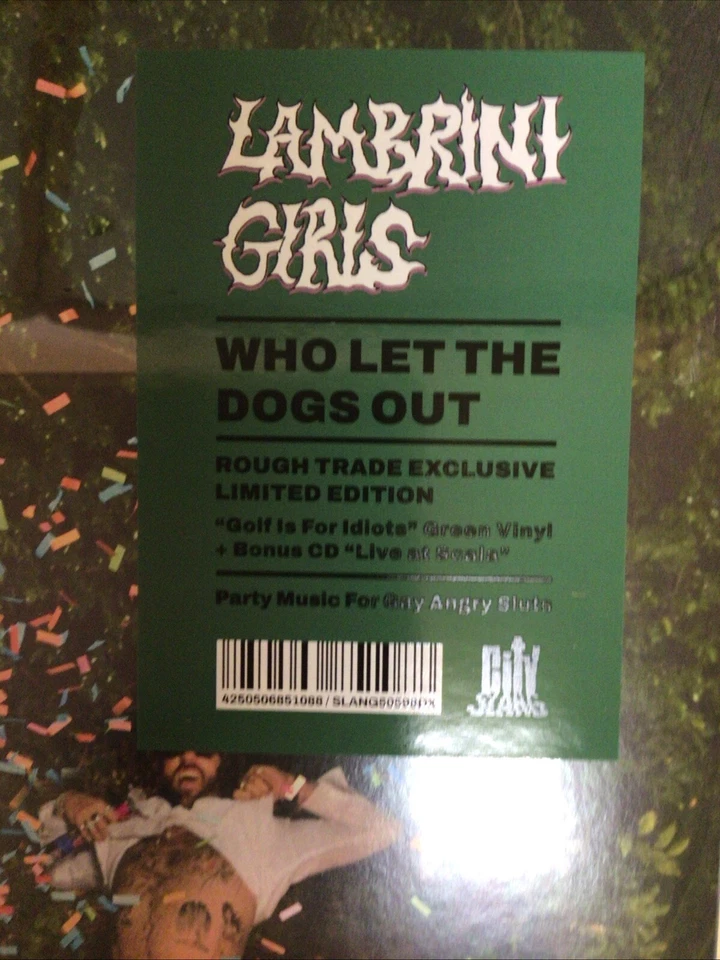 LAMBRINI
GIRLS
WHO LET THE
DOGS OUT
ROUGH TRADE EXCLUSIVE
LIMITED EDITION
"Golf Is For Idiots" Green Vinyl
+ Bonus CD "Live at Scala"
Party Music For Gay Angry Sluts
4250506851088 / SLANG50598PX
CITY
SLANG